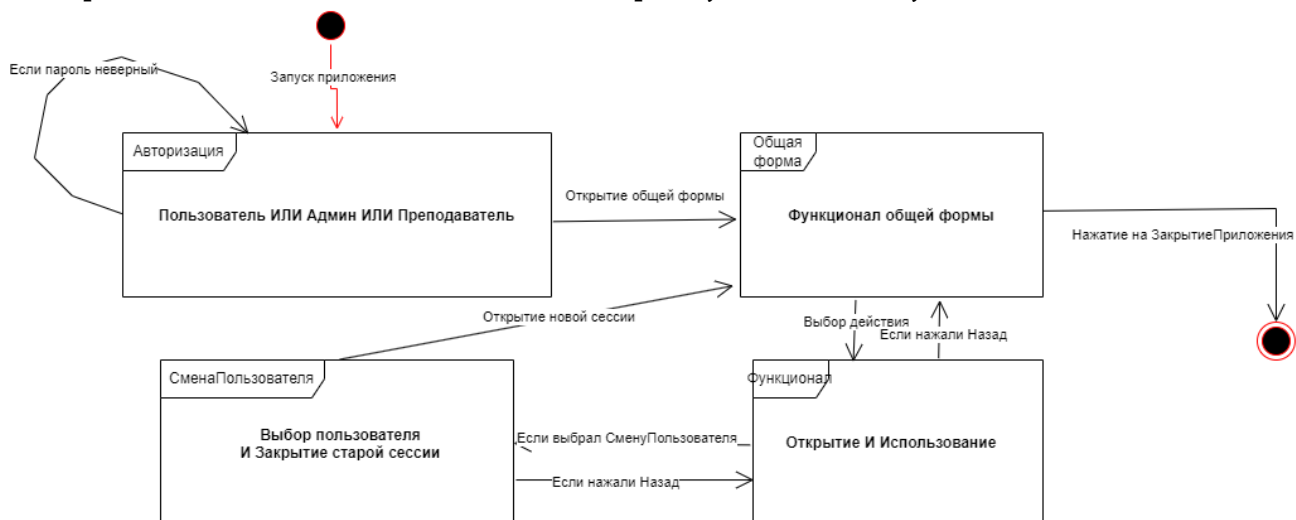 Если пароль неверный
Запуск приложения
Авторизация
Пользователь ИЛИ Админ ИЛИ Преподаватель
Открытие общей формы
Общая
форма
Функционал общей формы
Нажатие на ЗакрытиеПриложения
Открытие новой сессии
Выбор действия
Если нажали Назад
СменаПользователя
Выбор пользователя
И Закрытие старой сессии
Если выбрал СменуПользователя
Если нажали Назад
Функционал
Открытие И Использование